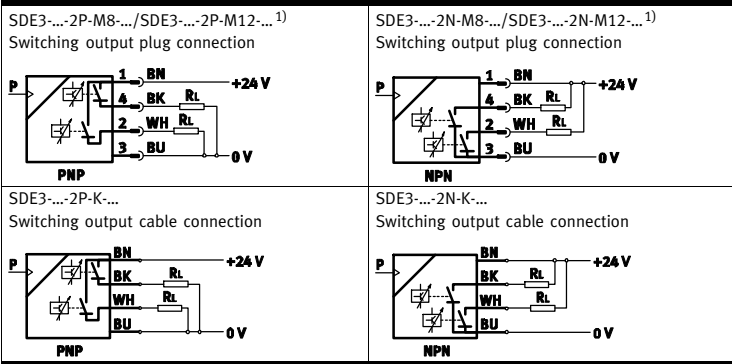 SDE3-...-2P-M8-.../SDE3-...-2P-M12-... 1)
Switching output plug connection
P
1 BN
+24 V
4 BK RL
2 WH RL
3 BU
0 V
PNP
SDE3-...-2N-M8-.../SDE3-...-2N-M12-... 1)
Switching output plug connection
P
1 BN
+24 V
4 BK RL
2 WH RL
3 BU
0 V
NPN
SDE3-...-2P-K-...
Switching output cable connection
P
BN
+24 V
BK RL
WH RL
BU
0 V
PNP
SDE3-...-2N-K-...
Switching output cable connection
P
BN
+24 V
BK RL
WH RL
BU
0 V
NPN